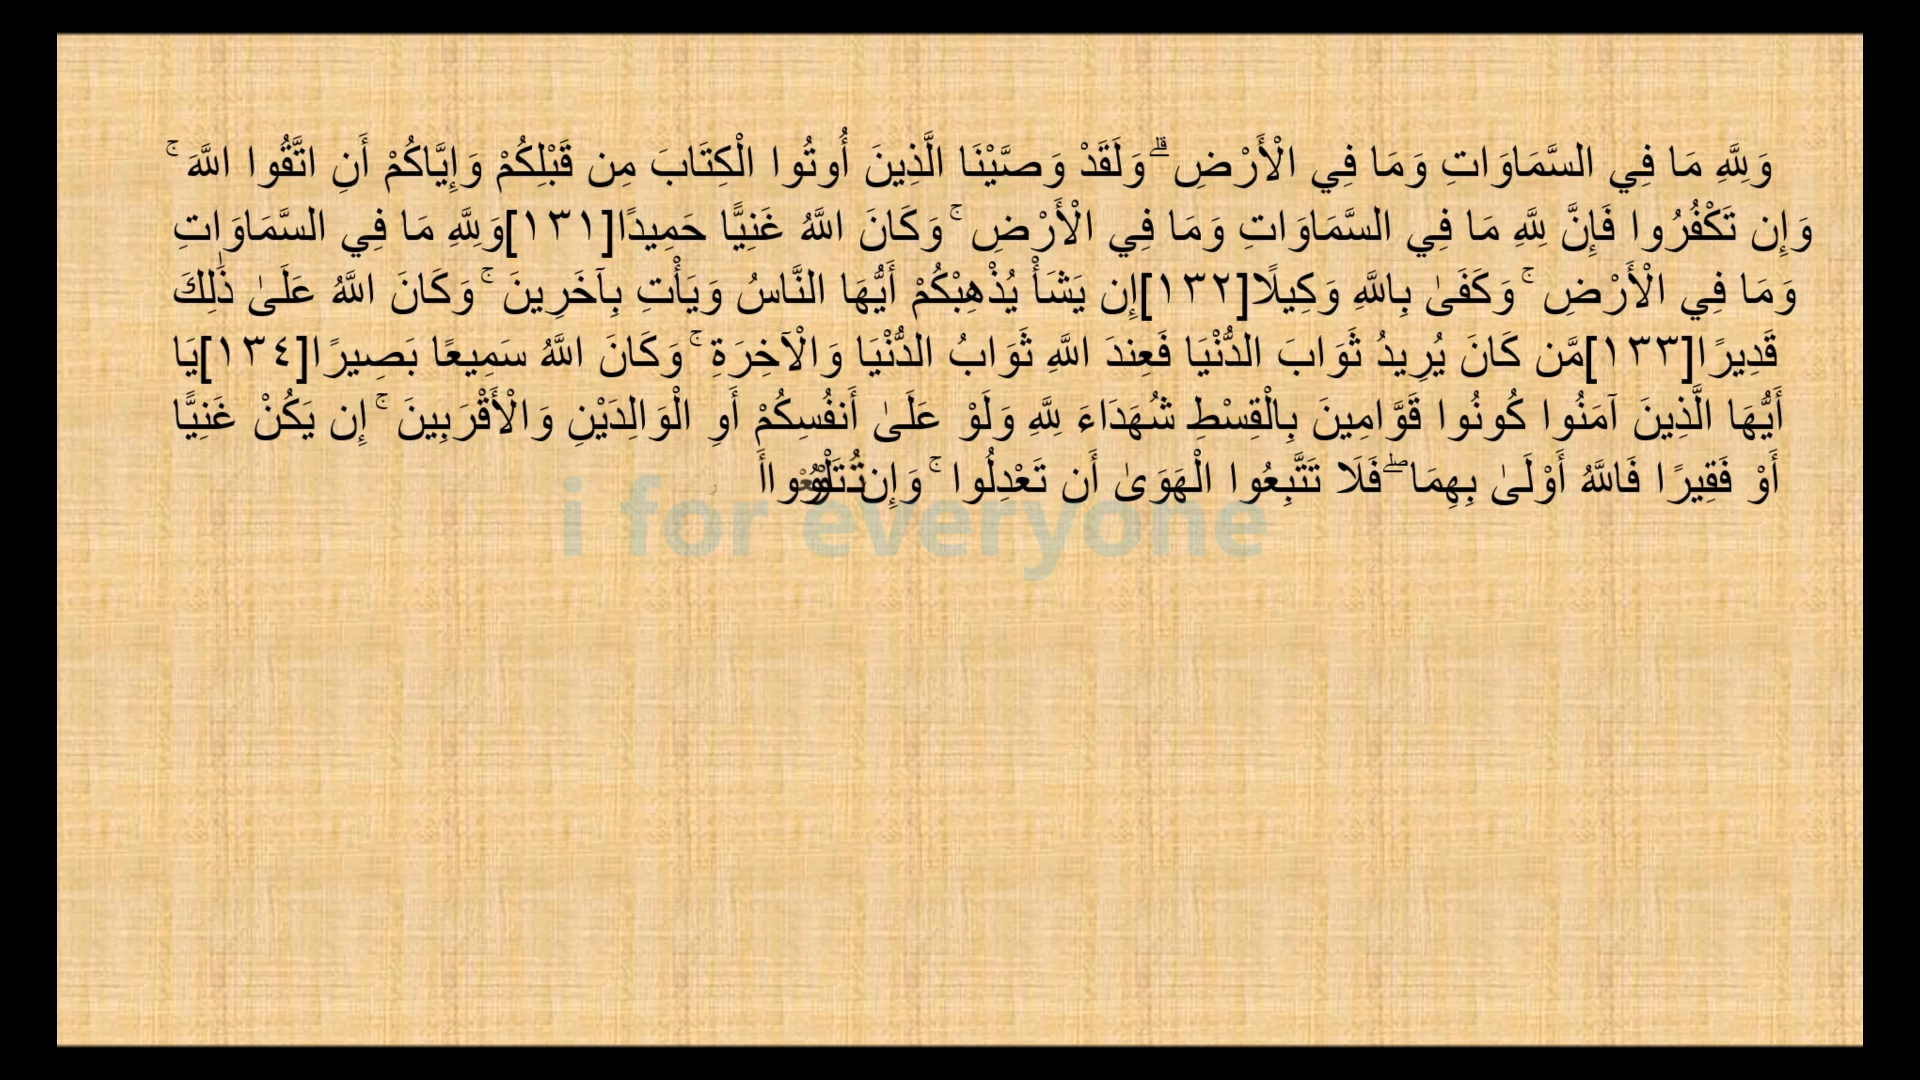 وَلِلَّهِ مَا فِي السَّمَاوَاتِ وَمَا فِي الْأَرْضِ ۗ وَلَقَدْ وَصَّيْنَا الَّذِينَ أُوتُوا الْكِتَابَ مِن قَبْلِكُمْ وَإِيَّاكُمْ أَنِ اتَّقُوا اللَّهَ ۚ
وَإِن تَكْفُرُوا فَإِنَّ لِلَّهِ مَا فِي السَّمَاوَاتِ وَمَا فِي الْأَرْضِ ۚ وَكَانَ اللَّهُ غَنِيًّا حَمِيدًا[١٣١]وَلِلَّهِ مَا فِي السَّمَاوَاتِ
وَمَا فِي الْأَرْضِ ۚ وَكَفَىٰ بِاللَّهِ وَكِيلًا[١٣٢]إِن يَشَأْ يُذْهِبْكُمْ أَيُّهَا النَّاسُ وَيَأْتِ بِآخَرِينَ ۚ وَكَانَ اللَّهُ عَلَىٰ ذَٰلِكَ
قَدِيرًا[١٣٣]مَّن كَانَ يُرِيدُ ثَوَابَ الدُّنْيَا فَعِندَ اللَّهِ ثَوَابُ الدُّنْيَا وَالْآخِرَةِ ۚ وَكَانَ اللَّهُ سَمِيعًا بَصِيرًا[١٣٤]يَا
أَيُّهَا الَّذِينَ آمَنُوا كُونُوا قَوَّامِينَ بِالْقِسْطِ شُهَدَاءَ لِلَّهِ وَلَوْ عَلَىٰ أَنفُسِكُمْ أَوِ الْوَالِدَيْنِ وَالْأَقْرَبِينَ ۚ إِن يَكُنْ غَنِيًّا
أَوْ فَقِيرًا فَاللَّهُ أَوْلَىٰ بِهِمَا ۖ فَلَا تَتَّبِعُوا الْهَوَىٰ أَن تَعْدِلُوا ۚ وَإِن
i for everyone